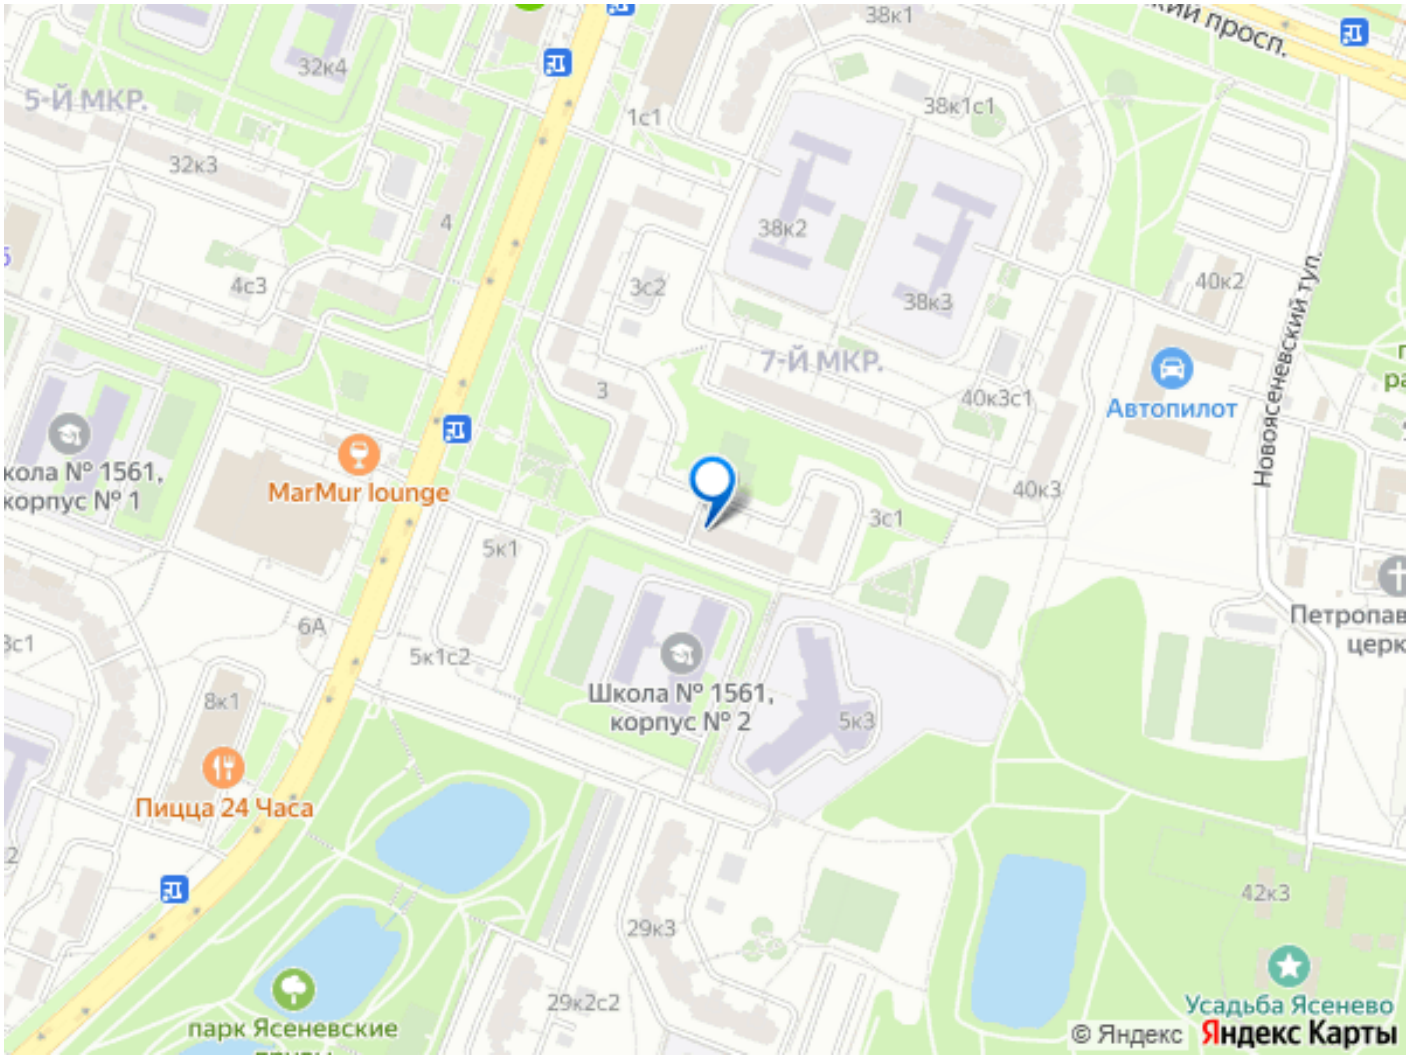 38к1
просп.
32к4
5-Й МКР.
1с1
38к1с1
32к3
4
38к2
4с3
3с2
38к3
40к2
Новоясеневский туп.
7-Й МКР.
3
40к3с1
Автопилот
MarMur lounge
кола № 1561,
корпус № 1
40к3
3с1
5к1
6А
5к1с2
Школа № 1561,
корпус № 2
5к3
Петропав
церк
8к1
Пицца 24 Часа
42к3
29к3
29к2с2
парк Ясеневские
Усадьба Ясенево
© Яндекс Яндекс Карты